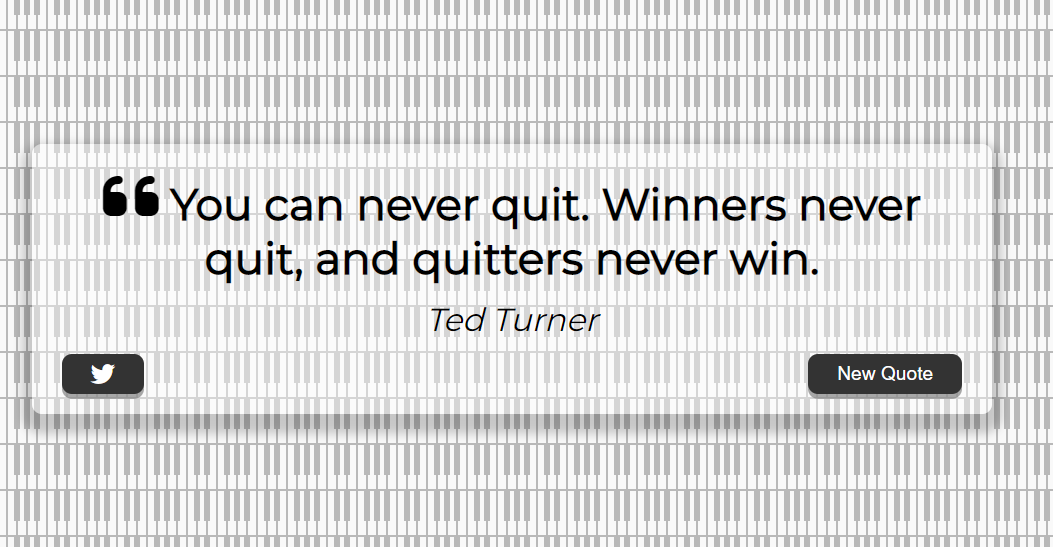 ❝ You can never quit. Winners never
quit, and quitters never win.
Ted Turner
New Quote